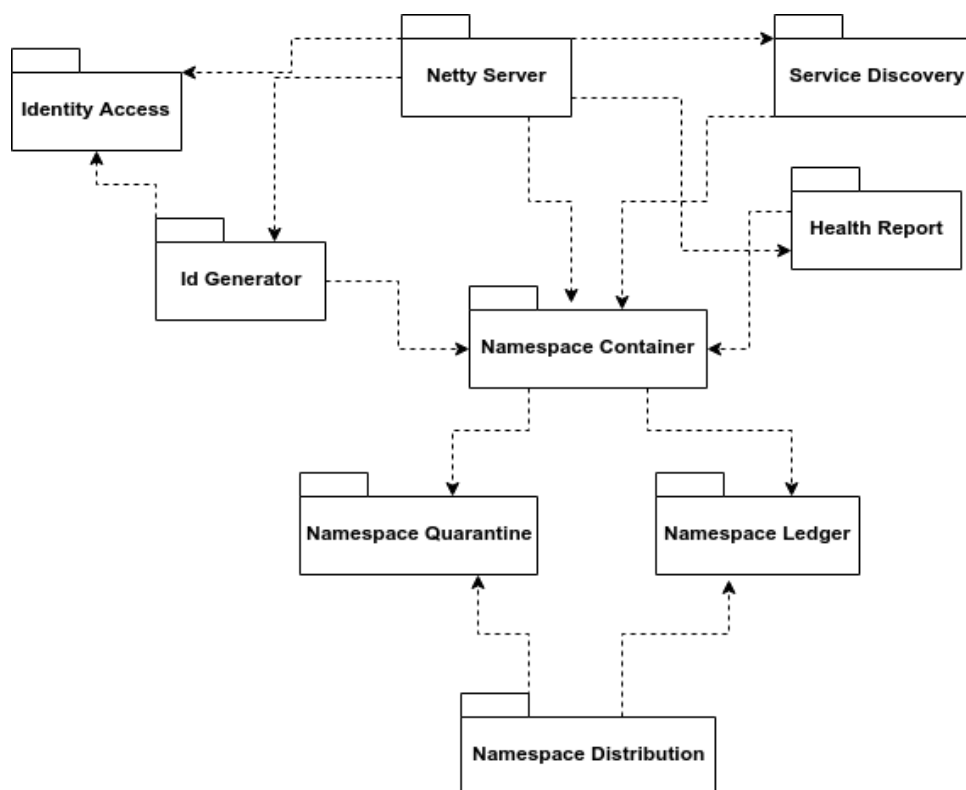 Netty Server
Service Discovery
Identity Access
Health Report
Id Generator
Namespace Container
Namespace Quarantine
Namespace Ledger
Namespace Distribution